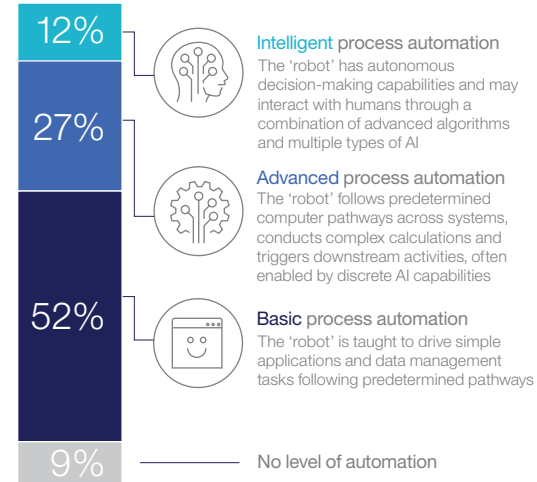 12%
Intelligent process automation
The ‘robot’ has autonomous
decision-making capabilities and may
interact with humans through a
combination of advanced algorithms
and multiple types of AI
27%
Advanced process automation
The ‘robot’ follows predetermined
computer pathways across systems,
conducts complex calculations and
triggers downstream activities, often
enabled by discrete AI capabilities
52%
Basic process automation
The ‘robot’ is taught to drive simple
applications and data management
tasks following predetermined pathways
9%
No level of automation